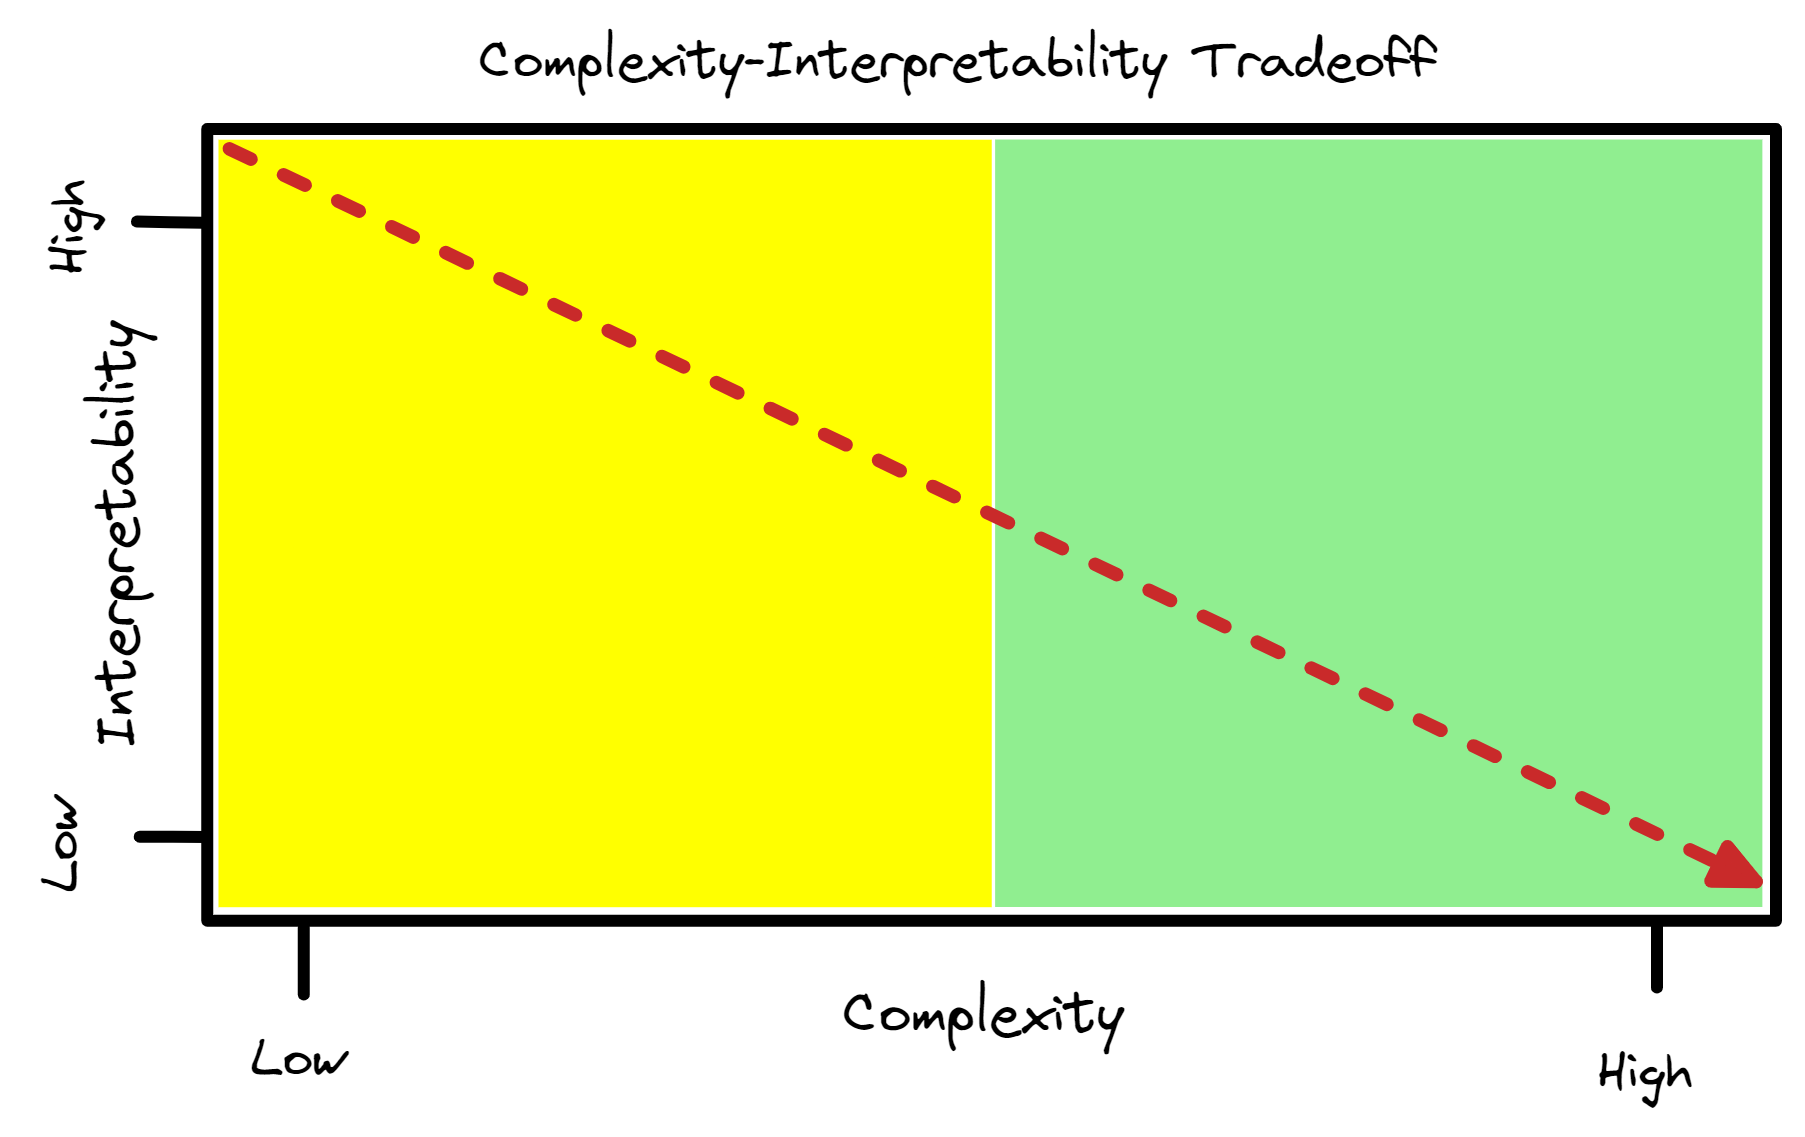 Complexity-Interpretability Tradeoff
High
Interpretability
Low
Complexity
Low
High